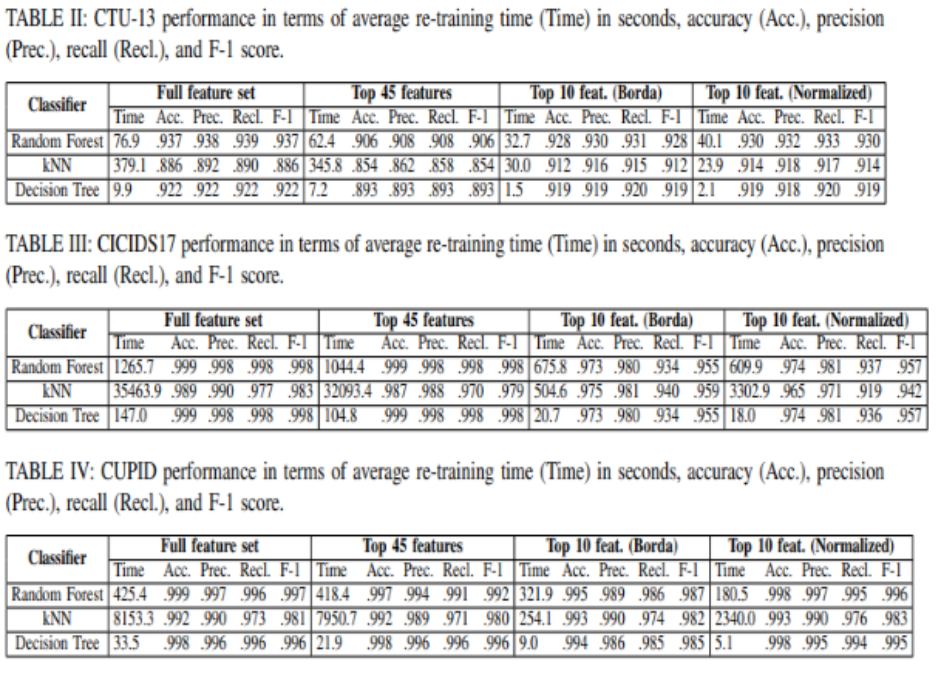 TABLE II: CTU-13 performance in terms of average re-training time (Time) in seconds, accuracy (Acc.), precision
(Prec.), recall (Recl.), and F-1 score.
Classifier Full feature set Top 45 features Top 10 feat. (Borda) Top 10 feat. (Normalized)
Time Acc. Prec. Recl. F-1 Time Acc. Prec. Recl. F-1 Time Acc. Prec. Recl. F-1 Time Acc. Prec. Recl. F-1
Random Forest 76.9 .937 .938 .939 .937 62.4 .906 .908 .908 .906 32.7 .928 .930 .931 .928 40.1 .930 .932 .933 .930
kNN 379.1 .886 .892 .890 .886 345.8 .854 .862 .858 .854 30.0 .912 .916 .915 .912 23.9 .914 .918 .917 .914
Decision Tree 9.9 .922 .922 .922 .922 7.2 .893 .893 .893 .893 1.5 .919 .919 .920 .919 2.1 .919 .918 .920 .919
TABLE III: CICIDS17 performance in terms of average re-training time (Time) in seconds, accuracy (Acc.), precision
(Prec.), recall (Recl.), and F-1 score.
Classifier Full feature set Top 45 features Top 10 feat. (Borda) Top 10 feat. (Normalized)
Time Acc. Prec. Recl. F-1 Time Acc. Prec. Recl. F-1 Time Acc. Prec. Recl. F-1 Time Acc. Prec. Recl. F-1
Random Forest 1265.7 .999 .998 .998 .998 1044.4 .999 .998 .998 .998 675.8 .973 .980 .934 .955 609.9 .974 .981 .937 .957
kNN 35463.9 .989 .990 .977 .983 32093.4 .987 .988 .970 .979 504.6 .975 .981 .940 .959 3302.9 .965 .971 .919 .942
Decision Tree 147.0 .999 .998 .998 .998 104.8 .999 .998 .998 .998 20.7 .973 .980 .934 .955 18.0 .974 .981 .936 .957
TABLE IV: CUPID performance in terms of average re-training time (Time) in seconds, accuracy (Acc.), precision
(Prec.), recall (Recl.), and F-1 score.
Classifier Full feature set Top 45 features Top 10 feat. (Borda) Top 10 feat. (Normalized)
Time Acc. Prec. Recl. F-1 Time Acc. Prec. Recl. F-1 Time Acc. Prec. Recl. F-1 Time Acc. Prec. Recl. F-1
Random Forest 425.4 .999 .997 .996 .997 418.4 .997 .994 .991 .992 321.9 .995 .989 .986 .987 180.5 .998 .997 .995 .996
kNN 8153.3 .992 .990 .973 .981 7950.7 .992 .989 .971 .980 254.1 .993 .990 .974 .982 2340.0 .993 .990 .976 .983
Decision Tree 33.5 .998 .996 .996 .996 21.9 .998 .996 .996 .996 9.0 .994 .986 .985 .985 5.1 .998 .995 .994 .995